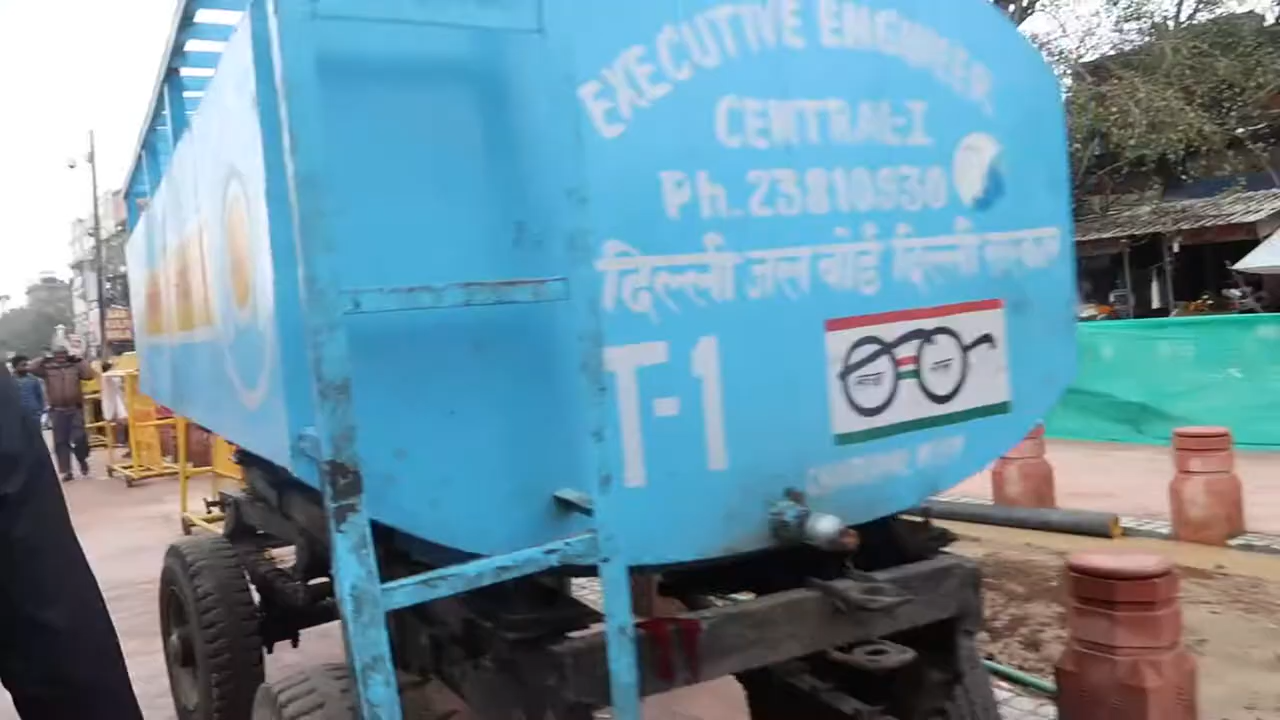 EXECUTIVE ENGINEER
CENTRAL-I
Ph. 23810930
दिल्ली जल बोर्ड दिल्ली सरकार
T-1